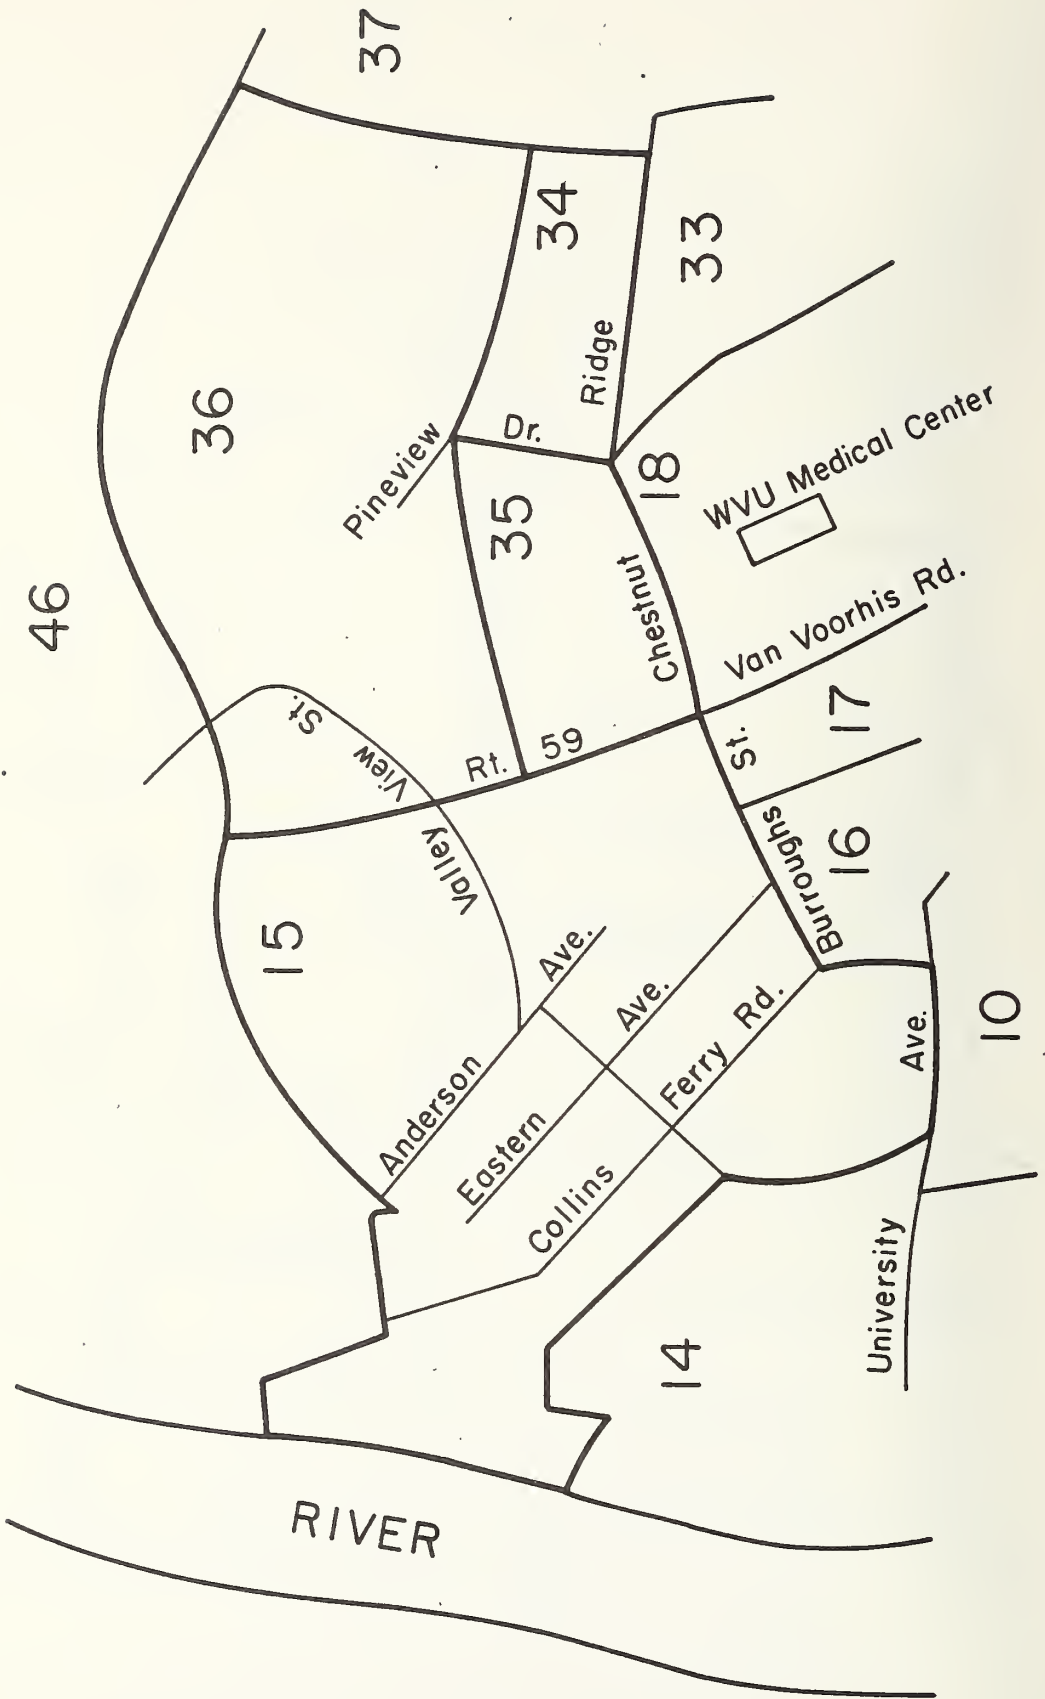 46
37
36
15
View St.
Valley
Rt. 59
Pineview Dr.
34
35
33
Chestnut Ridge
18
WVU Medical Center
Van Voorhis Rd.
17
16
Burroughs St.
Anderson Ave.
Eastern Ave.
Collins Ferry Rd.
10
14
University Ave.
RIVER